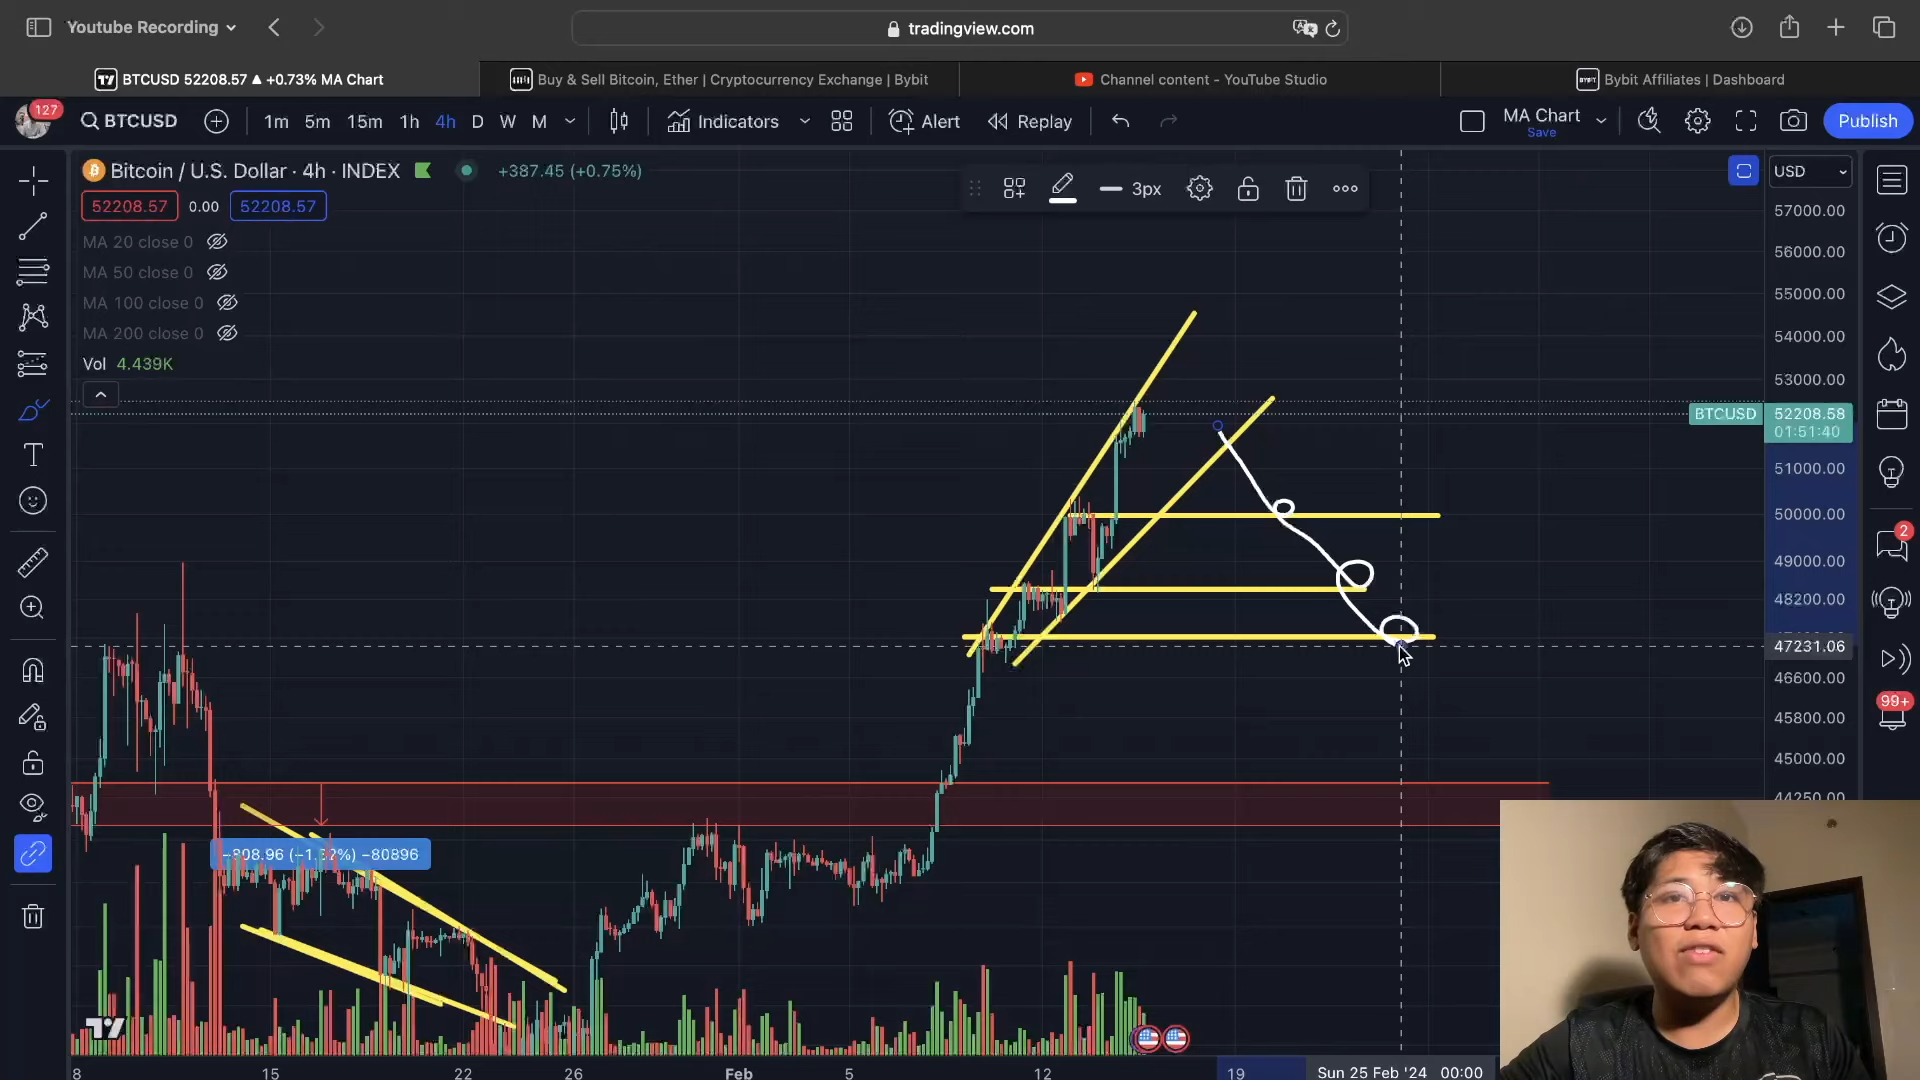 Youtube Recording
tradingview.com
BTCUSD 52208.57 ▲ +0.73% MA Chart
Buy & Sell Bitcoin, Ether | Cryptocurrency Exchange | Bybit
Channel content - YouTube Studio
Bybit Affiliates | Dashboard
127
BTCUSD
1m 5m 15m 1h 4h D W M
Indicators
Alert
Replay
MA Chart
Save
Publish
Bitcoin / U.S. Dollar · 4h · INDEX
+387.45 (+0.75%)
52208.57 0.00 52208.57
MA 20 close 0
MA 50 close 0
MA 100 close 0
MA 200 close 0
Vol 4.439K
3px
USD
57000.00
56000.00
55000.00
54000.00
53000.00
BTCUSD 52208.58
01:51:40
51000.00
50000.00
49000.00
48200.00
47231.06
46600.00
45800.00
45000.00
44250.00
2
99+
(−1.82%) −80896
8 15 22 26 Feb 5 12 19 Sun 25 Feb '24 00:00